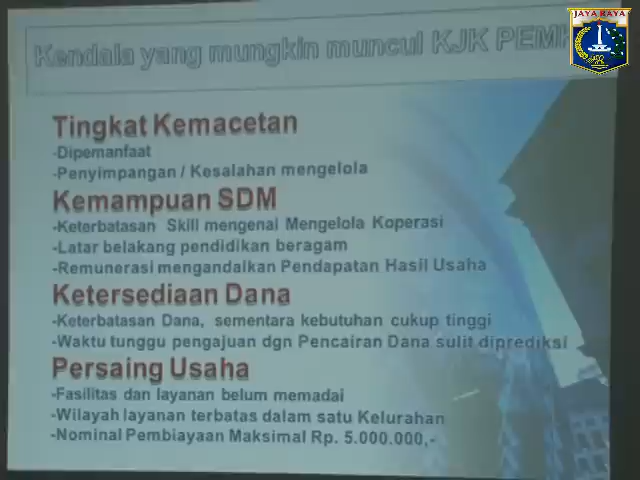 JAYA RAYA
Kendala yang mungkin muncul KJK PEM
Tingkat Kemacetan
-Dipemanfaat
-Penyimpangan / Kesalahan mengelola
Kemampuan SDM
-Keterbatasan Skill mengenai Mengelola Koperasi
-Latar belakang pendidikan beragam
-Remunerasi mengandalkan Pendapatan Hasil Usaha
Ketersediaan Dana
-Keterbatasan Dana, sementara kebutuhan cukup tinggi
-Waktu tunggu pengajuan dgn Pencairan Dana sulit diprediksi
Persaing Usaha
-Fasilitas dan layanan belum memadai
-Wilayah layanan terbatas dalam satu Kelurahan
-Nominal Pembiayaan Maksimal Rp. 5.000.000,-